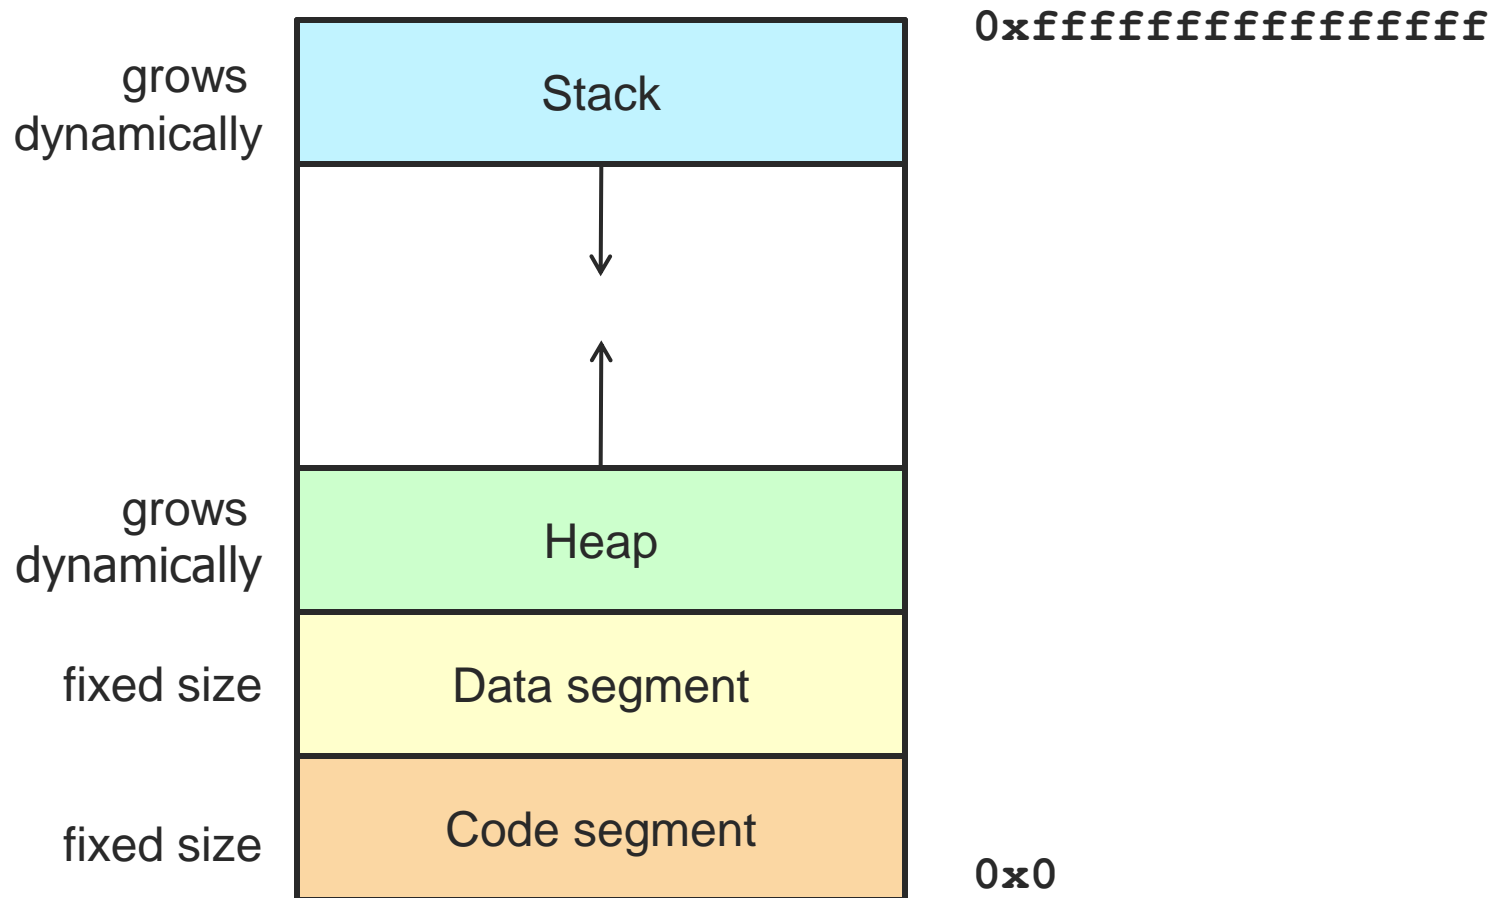 0xffffffffffffffff
grows
dynamically
Stack
grows
dynamically
Heap
fixed size
Data segment
fixed size
Code segment
0x0